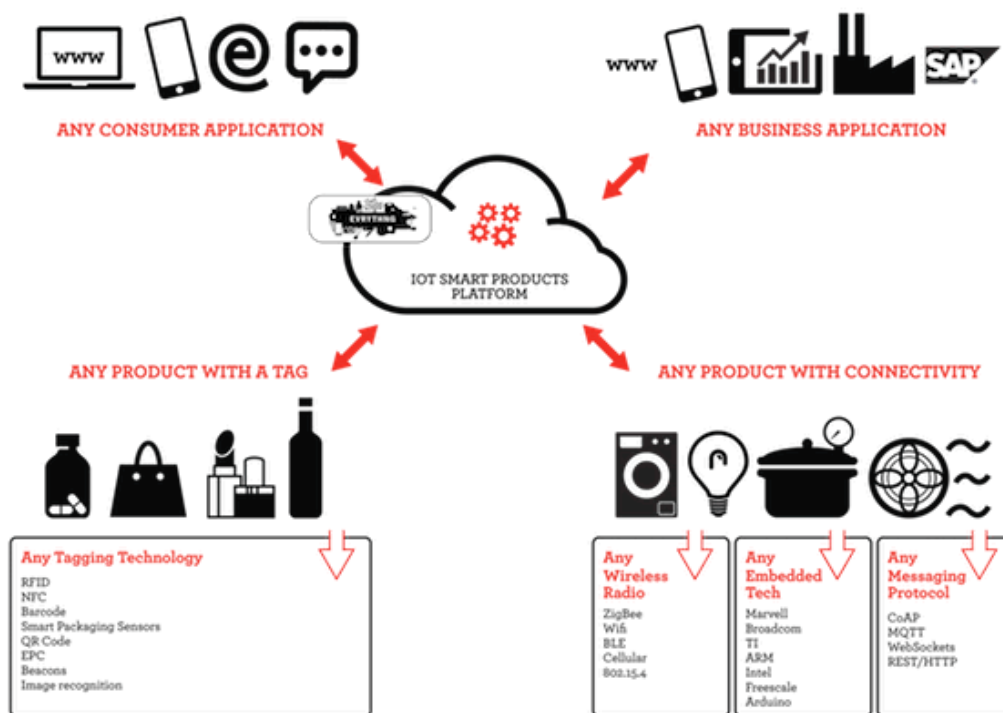 www
www
SAP
ANY CONSUMER APPLICATION
ANY BUSINESS APPLICATION
EVRYTHNG
IOT SMART PRODUCTS
PLATFORM
ANY PRODUCT WITH A TAG
ANY PRODUCT WITH CONNECTIVITY
Any Tagging Technology
RFID
NFC
Barcode
Smart Packaging Sensors
QR Code
EPC
Beacons
Image recognition
Any
Wireless
Radio
ZigBee
Wifi
BLE
Cellular
802.15.4
Any
Embedded
Tech
Marvell
Broadcom
TI
ARM
Intel
Freescale
Arduino
Any
Messaging
Protocol
CoAP
MQTT
WebSockets
REST/HTTP